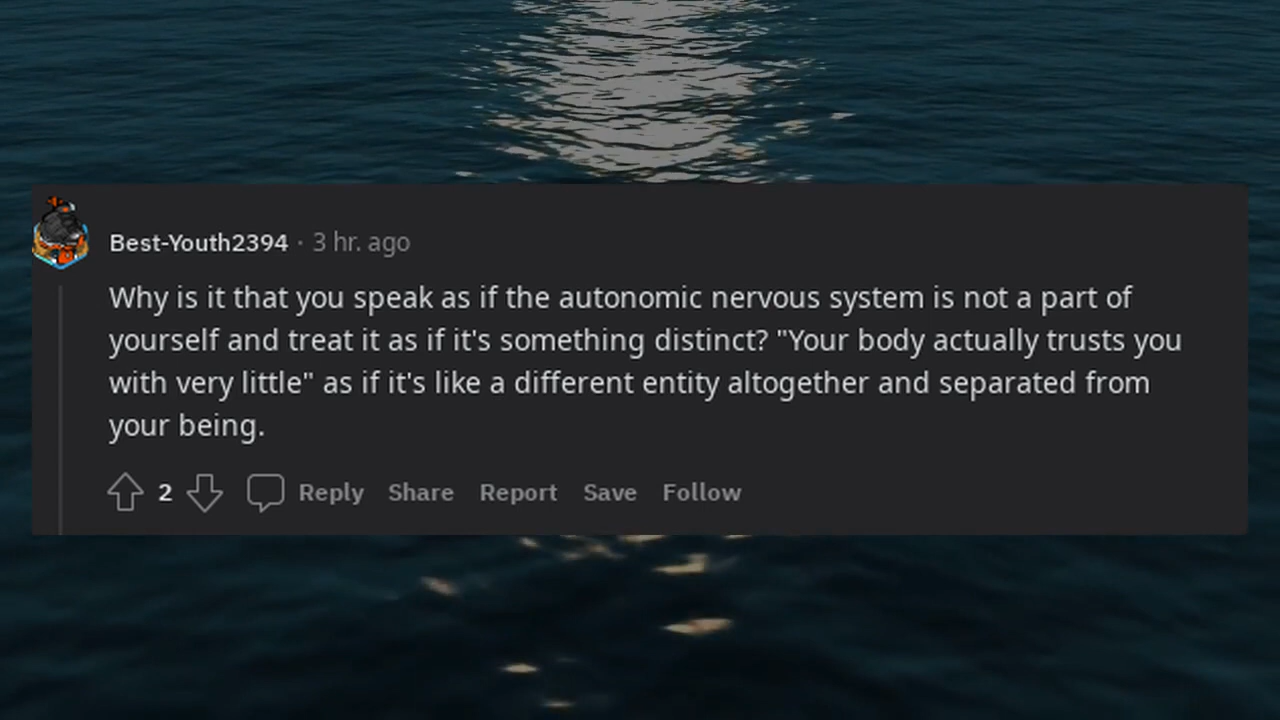 Best-Youth2394 · 3 hr. ago
Why is it that you speak as if the autonomic nervous system is not a part of
yourself and treat it as if it's something distinct? "Your body actually trusts you
with very little" as if it's like a different entity altogether and separated from
your being.
2 Reply Share Report Save Follow